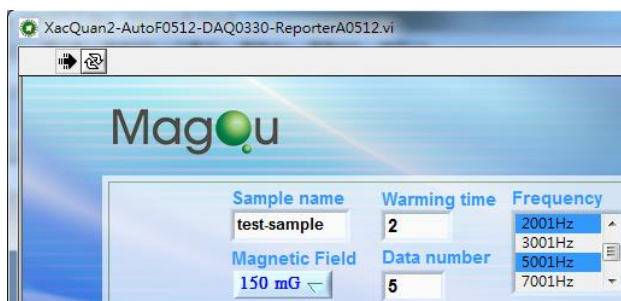 XacQuan2-AutoF0512-DAQ0330-ReporterA0512.vi
MagQu
Sample name Warming time Frequency
test-sample 2 2001Hz
3001Hz
Magnetic Field Data number 5001Hz
150 mG 5 7001Hz